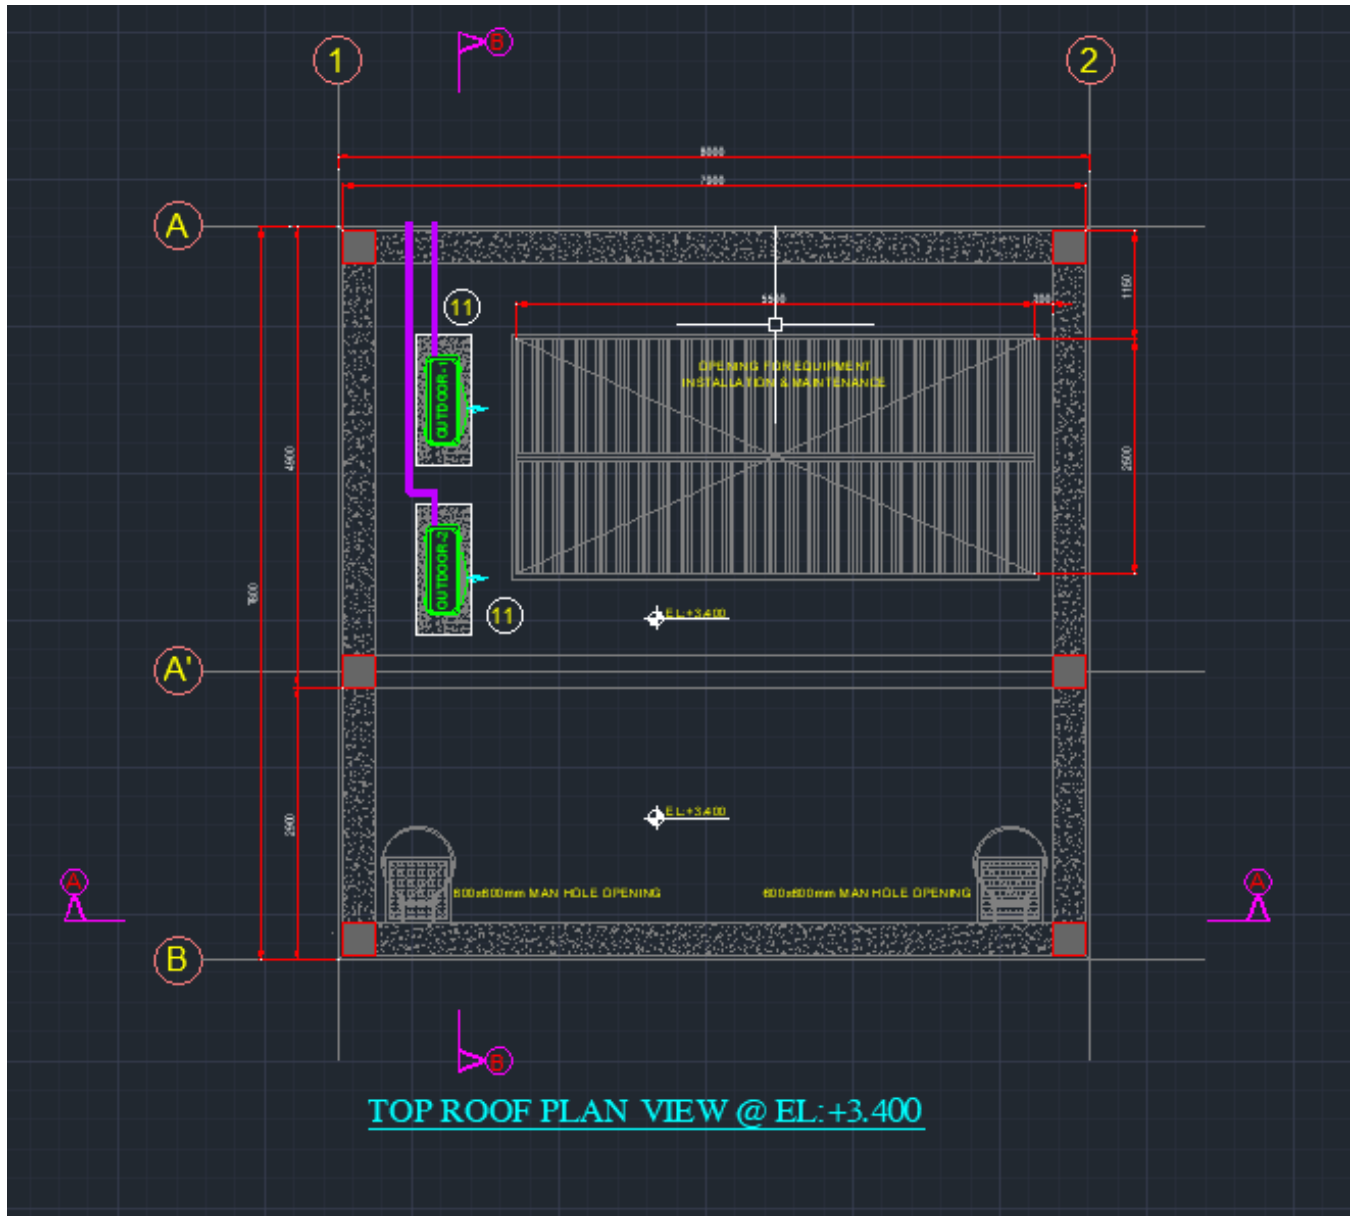 B
1
2
8000
7900
A
11
5500
300
1150
OPENING FOR EQUIPMENT
INSTALLATION & MAINTENANCE
OUTDOOR-1
2500
7800
OUTDOOR-2
11
EL:+3.400
A'
EL:+3.400
2900
A
A
600x600mm MAN HOLE OPENING
600x600mm MAN HOLE OPENING
B
B
TOP ROOF PLAN VIEW @ EL:+3.400